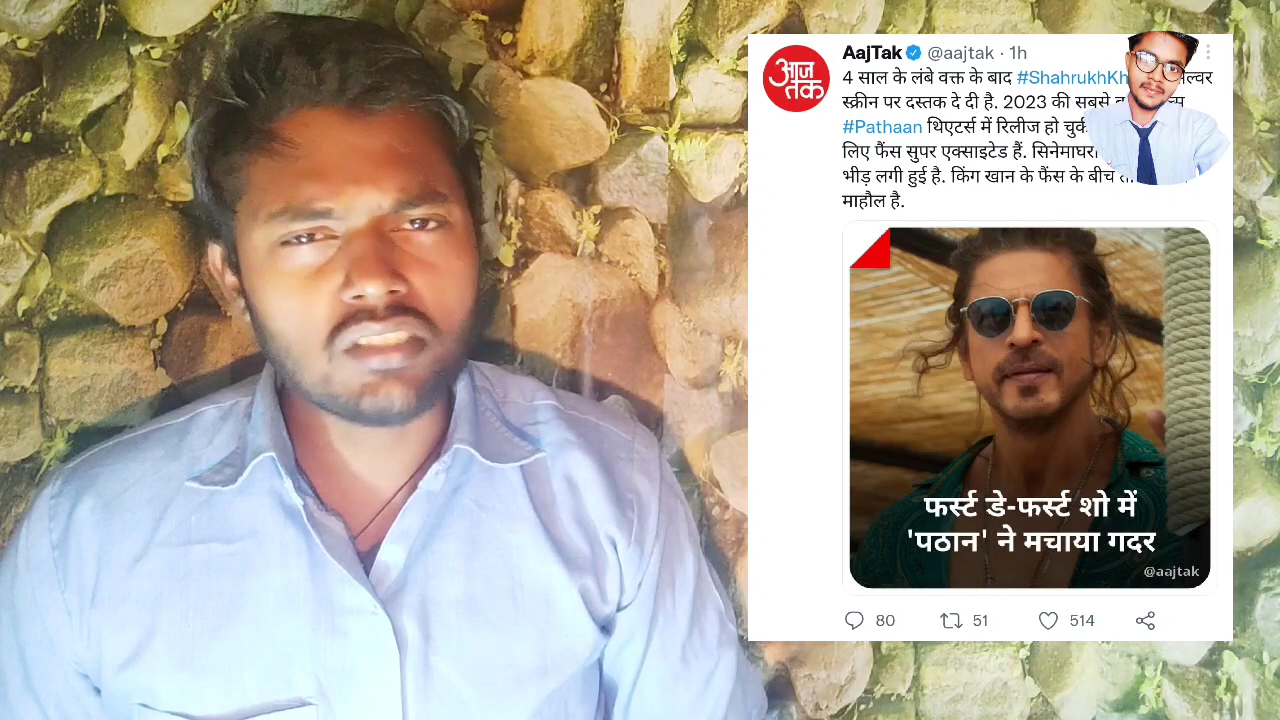 आज तक
AajTak @aajtak · 1h
4 साल के लंबे वक्त के बाद #ShahrukhKh
स्क्रीन पर दस्तक दे दी है. 2023 की सबसे
#Pathaan थिएटर्स में रिलीज हो
लिए फैंस सुपर एक्साइटेड हैं.
भीड़ लगी हुई है. किंग खान के फैंस के बीच
माहौल है.
फर्स्ट डे-फर्स्ट शो में
'पठान' ने मचाया गदर
@aajtak
80 51 514